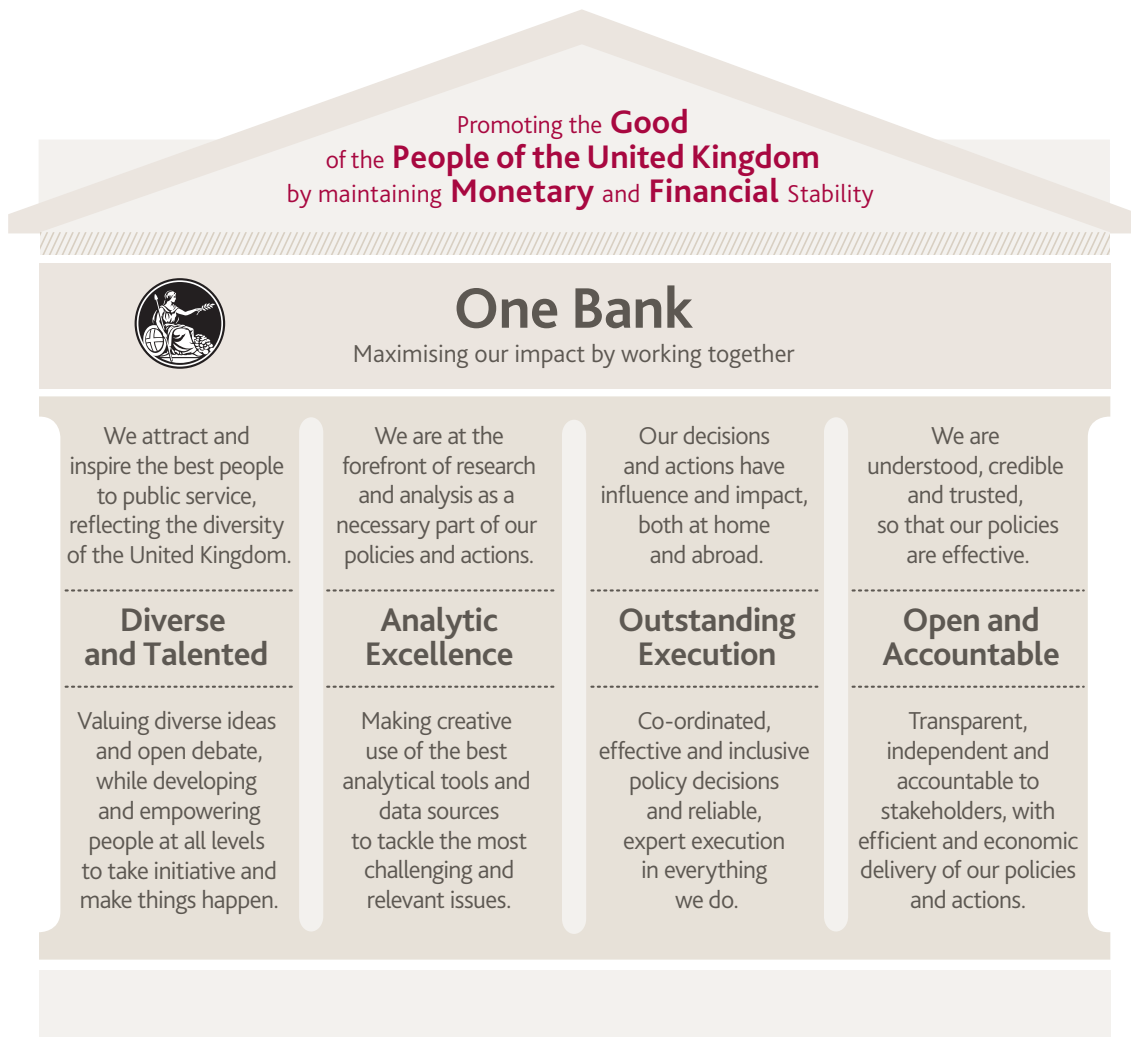 Promoting the Good
of the People of the United Kingdom
by maintaining Monetary and Financial Stability
One Bank
Maximising our impact by working together
We attract and
inspire the best people
to public service,
reflecting the diversity
of the United Kingdom.
Diverse
and Talented
Valuing diverse ideas
and open debate,
while developing
and empowering
people at all levels
to take initiative and
make things happen.
We are at the
forefront of research
and analysis as a
necessary part of our
policies and actions.
Analytic
Excellence
Making creative
use of the best
analytical tools and
data sources
to tackle the most
challenging and
relevant issues.
Our decisions
and actions have
influence and impact,
both at home
and abroad.
Outstanding
Execution
Co-ordinated,
effective and inclusive
policy decisions
and reliable,
expert execution
in everything
we do.
We are
understood, credible
and trusted,
so that our policies
are effective.
Open and
Accountable
Transparent,
independent and
accountable to
stakeholders, with
efficient and economic
delivery of our policies
and actions.